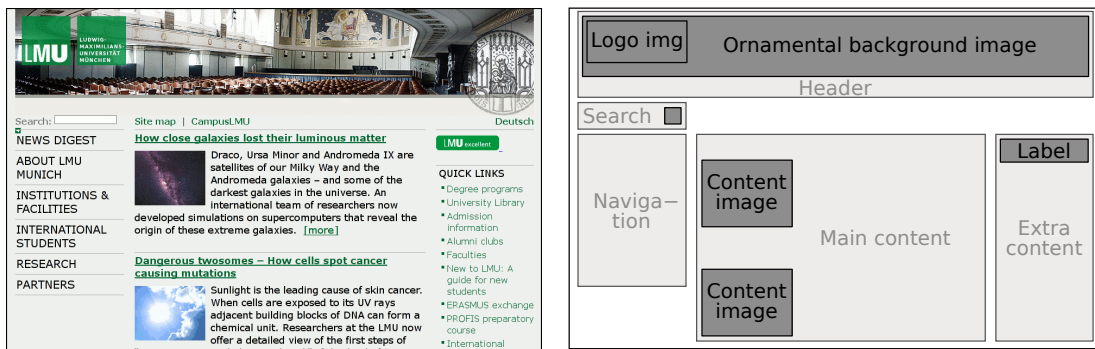 LMU
LUDWIG-
MAXIMILIANS-
UNIVERSITÄT
MÜNCHEN
Search:
Site map | CampusLMU
Deutsch
NEWS DIGEST
ABOUT LMU
MUNICH
INSTITUTIONS &
FACILITIES
INTERNATIONAL
STUDENTS
RESEARCH
PARTNERS
How close galaxies lost their luminous matter
Draco, Ursa Minor and Andromeda IX are
satellites of our Milky Way and the
Andromeda galaxies – and some of the
darkest galaxies in the universe. An
international team of researchers now
developed simulations on supercomputers that reveal the
origin of these extreme galaxies. [more]
Dangerous twosomes – How cells spot cancer
causing mutations
Sunlight is the leading cause of skin cancer.
When cells are exposed to its UV rays
adjacent building blocks of DNA can form a
chemical unit. Researchers at the LMU now
offer a detailed view of the first steps of
LMU excellent
QUICK LINKS
Degree programs
University Library
Admission
information
Alumni clubs
Faculties
New to LMU: A
guide for new
students
ERASMUS exchange
PROFIS preparatory
course
International
Logo img
Ornamental background image
Header
Search
Naviga–
tion
Content
image
Main content
Content
image
Label
Extra
content